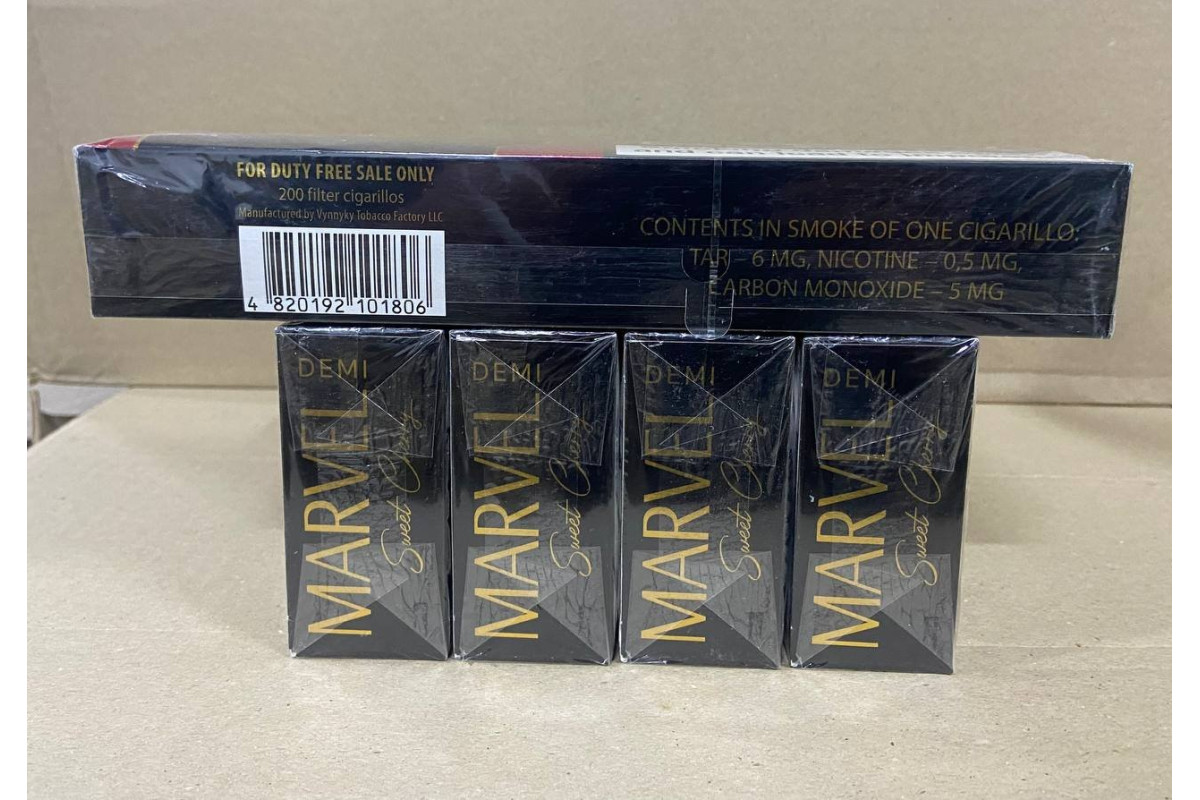 FOR DUTY FREE SALE ONLY
200 filter cigarillos
Manufactured by Vynnyky Tobacco Factory LLC
4 820192 101806
CONTENTS IN SMOKE OF ONE CIGARILLO:
TAR – 6 MG, NICOTINE – 0,5 MG,
CARBON MONOXIDE – 5 MG
DEMI
MARVEL
Sweet Cherry
DEMI
MARVEL
Sweet Cherry
DEMI
MARVEL
Sweet Cherry
DEMI
MARVEL
Sweet Cherry